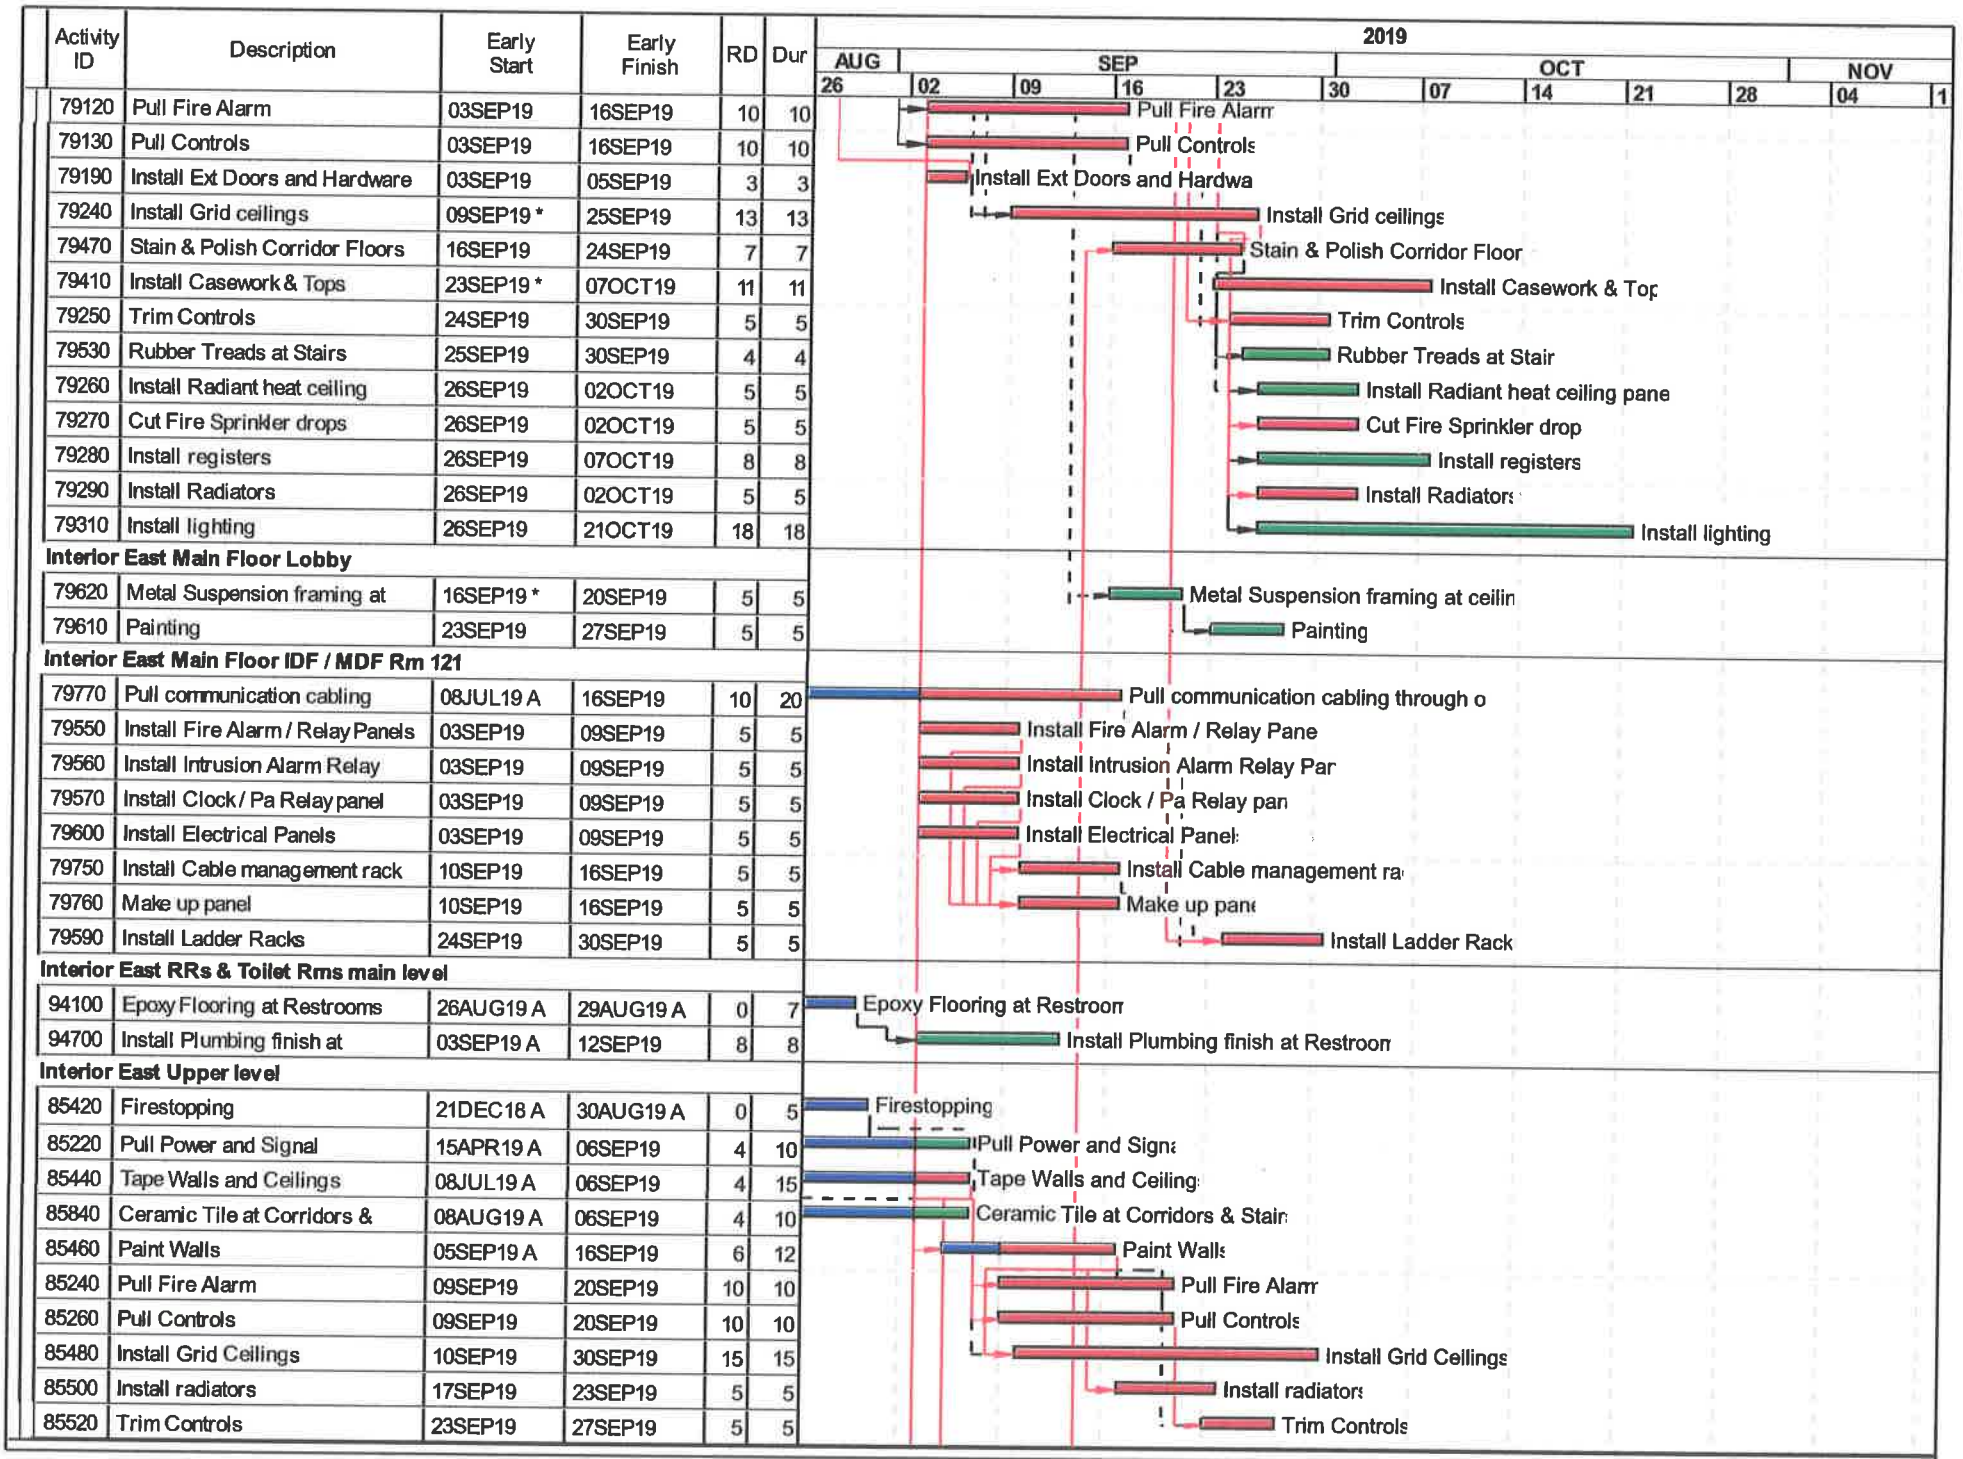 Activity ID Description Early Start Early Finish RD Dur 2019
AUG SEP OCT NOV
26 02 09 16 23 30 07 14 21 28 04 1
79120 Pull Fire Alarm 03SEP19 16SEP19 10 10 Pull Fire Alarm
79130 Pull Controls 03SEP19 16SEP19 10 10 Pull Controls
79190 Install Ext Doors and Hardware 03SEP19 05SEP19 3 3 Install Ext Doors and Hardwa
79240 Install Grid ceilings 09SEP19 * 25SEP19 13 13 Install Grid ceilings
79470 Stain & Polish Corridor Floors 16SEP19 24SEP19 7 7 Stain & Polish Corridor Floor
79410 Install Casework & Tops 23SEP19 * 07OCT19 11 11 Install Casework & Top
79250 Trim Controls 24SEP19 30SEP19 5 5 Trim Controls
79530 Rubber Treads at Stairs 25SEP19 30SEP19 4 4 Rubber Treads at Stair
79260 Install Radiant heat ceiling 26SEP19 02OCT19 5 5 Install Radiant heat ceiling pane
79270 Cut Fire Sprinkler drops 26SEP19 02OCT19 5 5 Cut Fire Sprinkler drop
79280 Install registers 26SEP19 07OCT19 8 8 Install registers
79290 Install Radiators 26SEP19 02OCT19 5 5 Install Radiators
79310 Install lighting 26SEP19 21OCT19 18 18 Install lighting
Interior East Main Floor Lobby
79620 Metal Suspension framing at 16SEP19 * 20SEP19 5 5 Metal Suspension framing at ceilin
79610 Painting 23SEP19 27SEP19 5 5 Painting
Interior East Main Floor IDF / MDF Rm 121
79770 Pull communication cabling 08JUL19 A 16SEP19 10 20 Pull communication cabling through o
79550 Install Fire Alarm / Relay Panels 03SEP19 09SEP19 5 5 Install Fire Alarm / Relay Pane
79560 Install Intrusion Alarm Relay 03SEP19 09SEP19 5 5 Install Intrusion Alarm Relay Par
79570 Install Clock / Pa Relay panel 03SEP19 09SEP19 5 5 Install Clock / Pa Relay pan
79600 Install Electrical Panels 03SEP19 09SEP19 5 5 Install Electrical Panel
79750 Install Cable management rack 10SEP19 16SEP19 5 5 Install Cable management ra
79760 Make up panel 10SEP19 16SEP19 5 5 Make up pane
79590 Install Ladder Racks 24SEP19 30SEP19 5 5 Install Ladder Rack
Interior East RRs & Toilet Rms main level
94100 Epoxy Flooring at Restrooms 26AUG19 A 29AUG19 A 0 7 Epoxy Flooring at Restroom
94700 Install Plumbing finish at 03SEP19 A 12SEP19 8 8 Install Plumbing finish at Restroom
Interior East Upper level
85420 Firestopping 21DEC18 A 30AUG19 A 0 5 Firestopping
85220 Pull Power and Signal 15APR19 A 06SEP19 4 10 Pull Power and Signa
85440 Tape Walls and Ceilings 08JUL19 A 06SEP19 4 15 Tape Walls and Ceiling
85840 Ceramic Tile at Corridors & 08AUG19 A 06SEP19 4 10 Ceramic Tile at Corridors & Stair
85460 Paint Walls 05SEP19 A 16SEP19 6 12 Paint Walls
85240 Pull Fire Alarm 09SEP19 20SEP19 10 10 Pull Fire Alarm
85260 Pull Controls 09SEP19 20SEP19 10 10 Pull Controls
85480 Install Grid Ceilings 10SEP19 30SEP19 15 15 Install Grid Ceilings
85500 Install radiators 17SEP19 23SEP19 5 5 Install radiators
85520 Trim Controls 23SEP19 27SEP19 5 5 Trim Controls